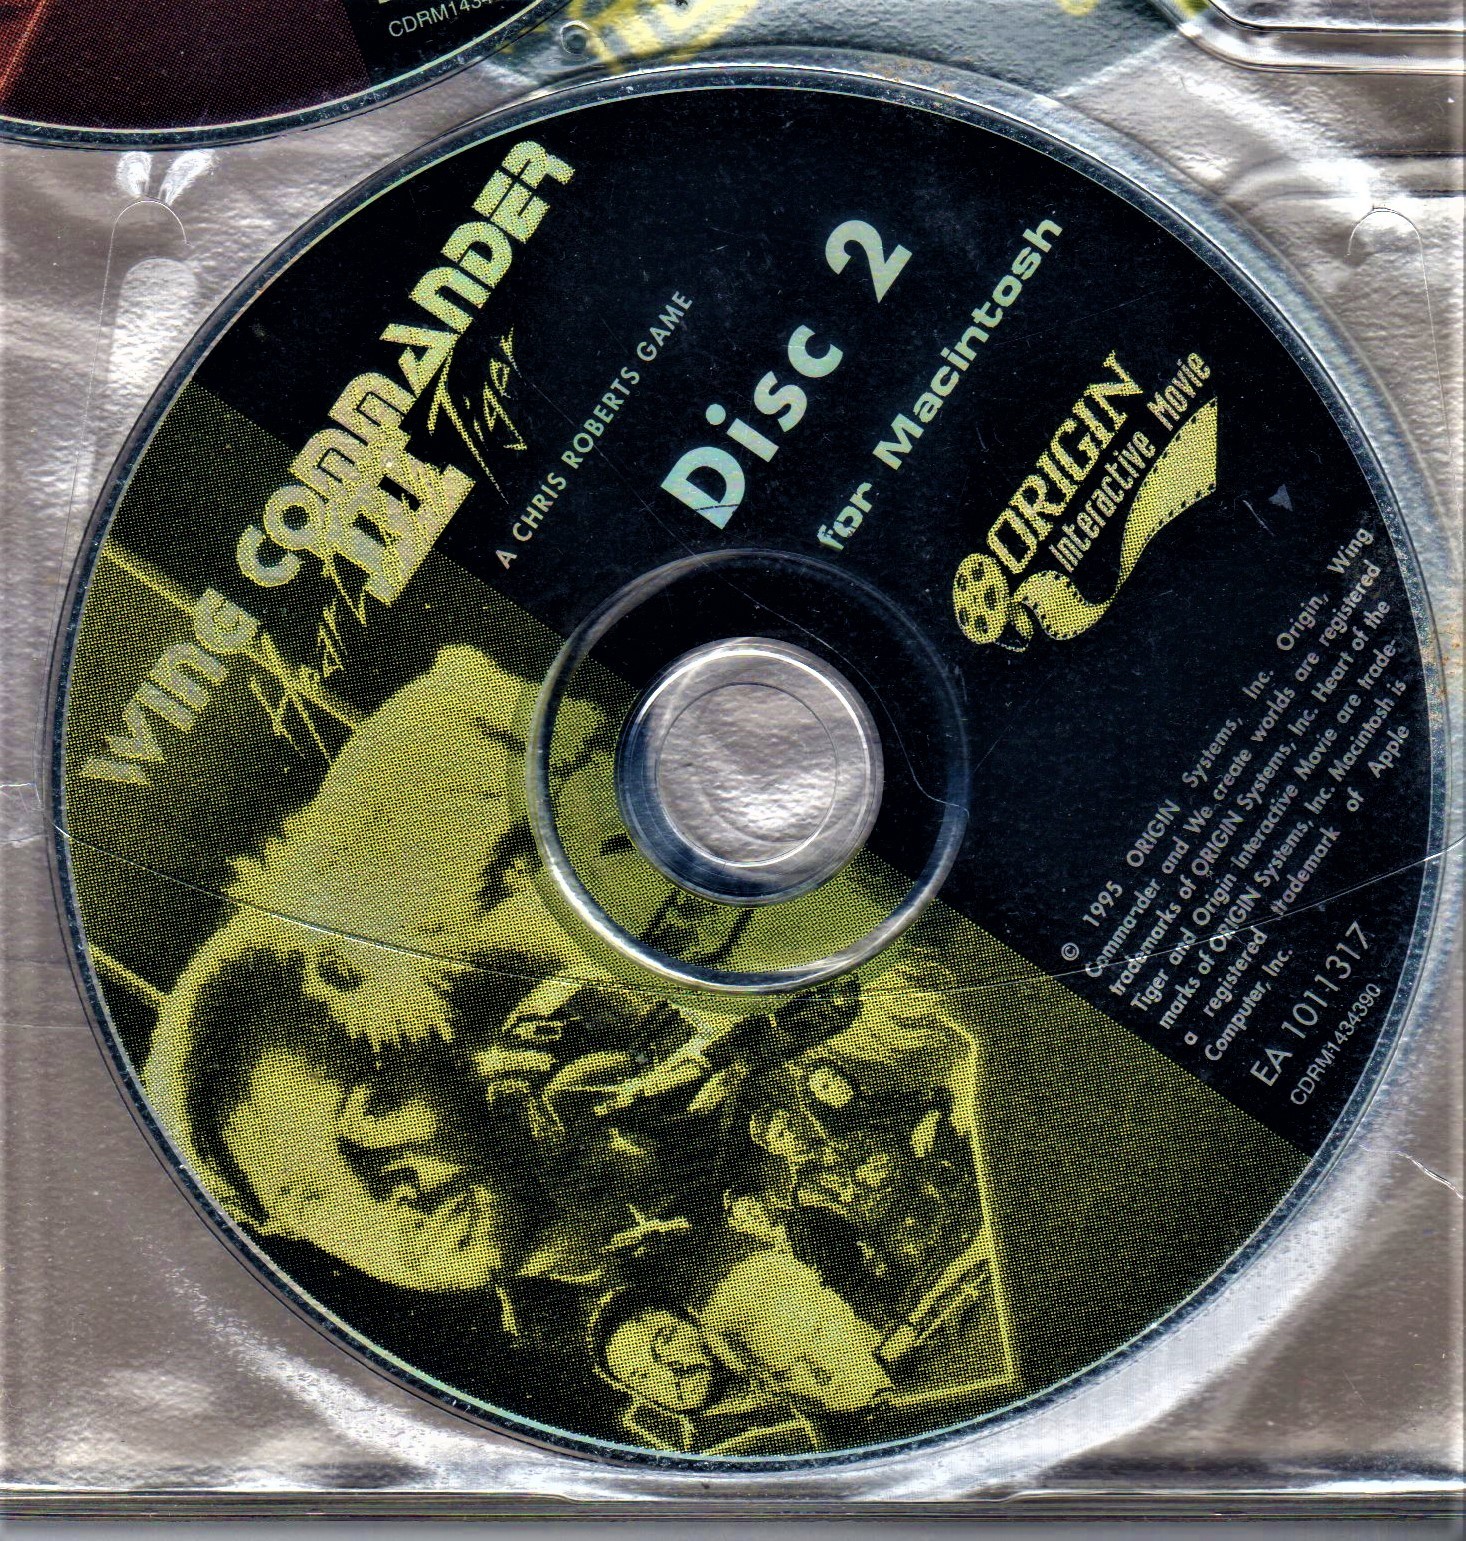 CDRM1434
WING COMMANDER III
Heart
Tiger
A CHRIS ROBERTS GAME
Disc 2
for Macintosh
ORIGIN
Interactive Movie
© 1995 ORIGIN Systems, Inc. Origin, Wing
Commander and We create worlds are registered
trademarks of ORIGIN Systems, Inc. Heart of the
Tiger and Origin Interactive Movie are trade-
marks of ORIGIN Systems, Inc. Macintosh is
a registered trademark of Apple
Computer, Inc.
EA 1011317
CDRM1434390